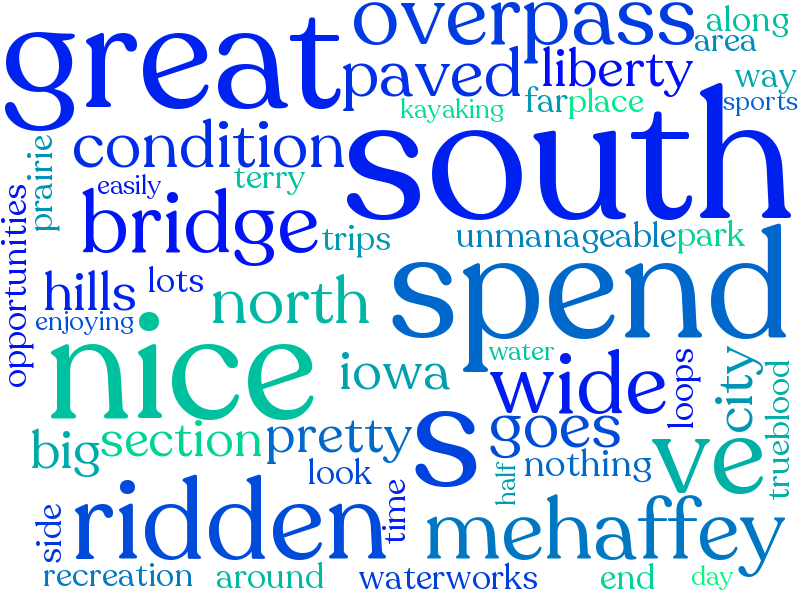 great
overpass
along
area
paved
liberty
way
kayaking
far
place
sports
condition
south
prairie
easily
terry
bridge
trips
unmanageable
park
opportunities
hills
lots
north
spend
enjoying
nice
iowa
water
wide
loops
city
trueblood
big
section
pretty
s
goes
ve
look
nothing
half
side
ridden
time
mehaffey
recreation
around
waterworks
end
day